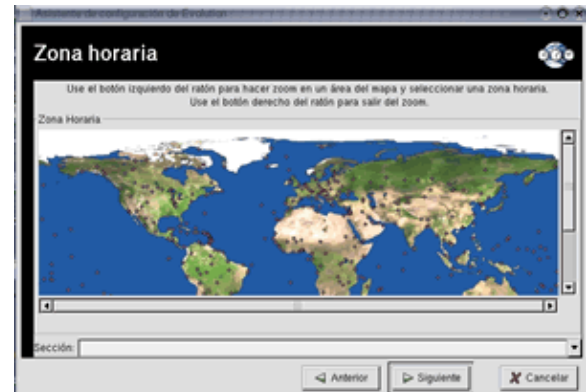 Asistente de configuración de Evolution
Zona horaria
Use el botón izquierdo del ratón para hacer zoom en un área del mapa y seleccionar una zona horaria.
Use el botón derecho del ratón para salir del zoom.
Zona Horaria
Sección:
Anterior
Siguiente
Cancelar